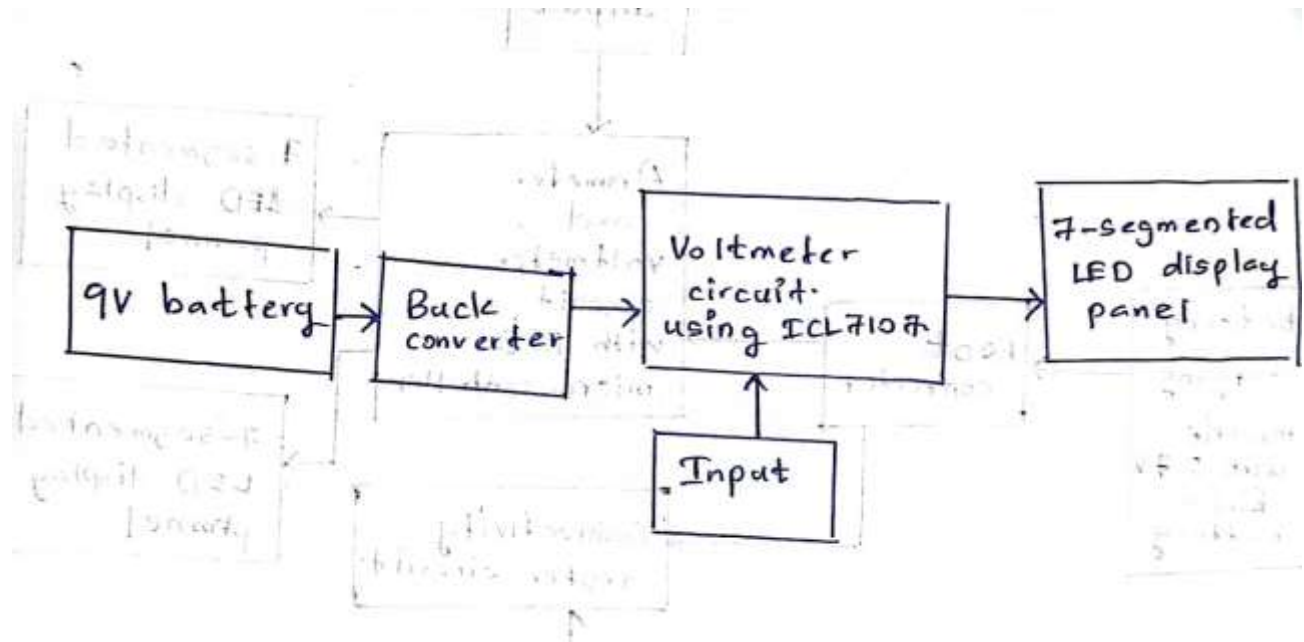 9V battery
Buck
converter
Voltmeter
circuit.
using ICL7107
7-segmented
LED display
panel
Input